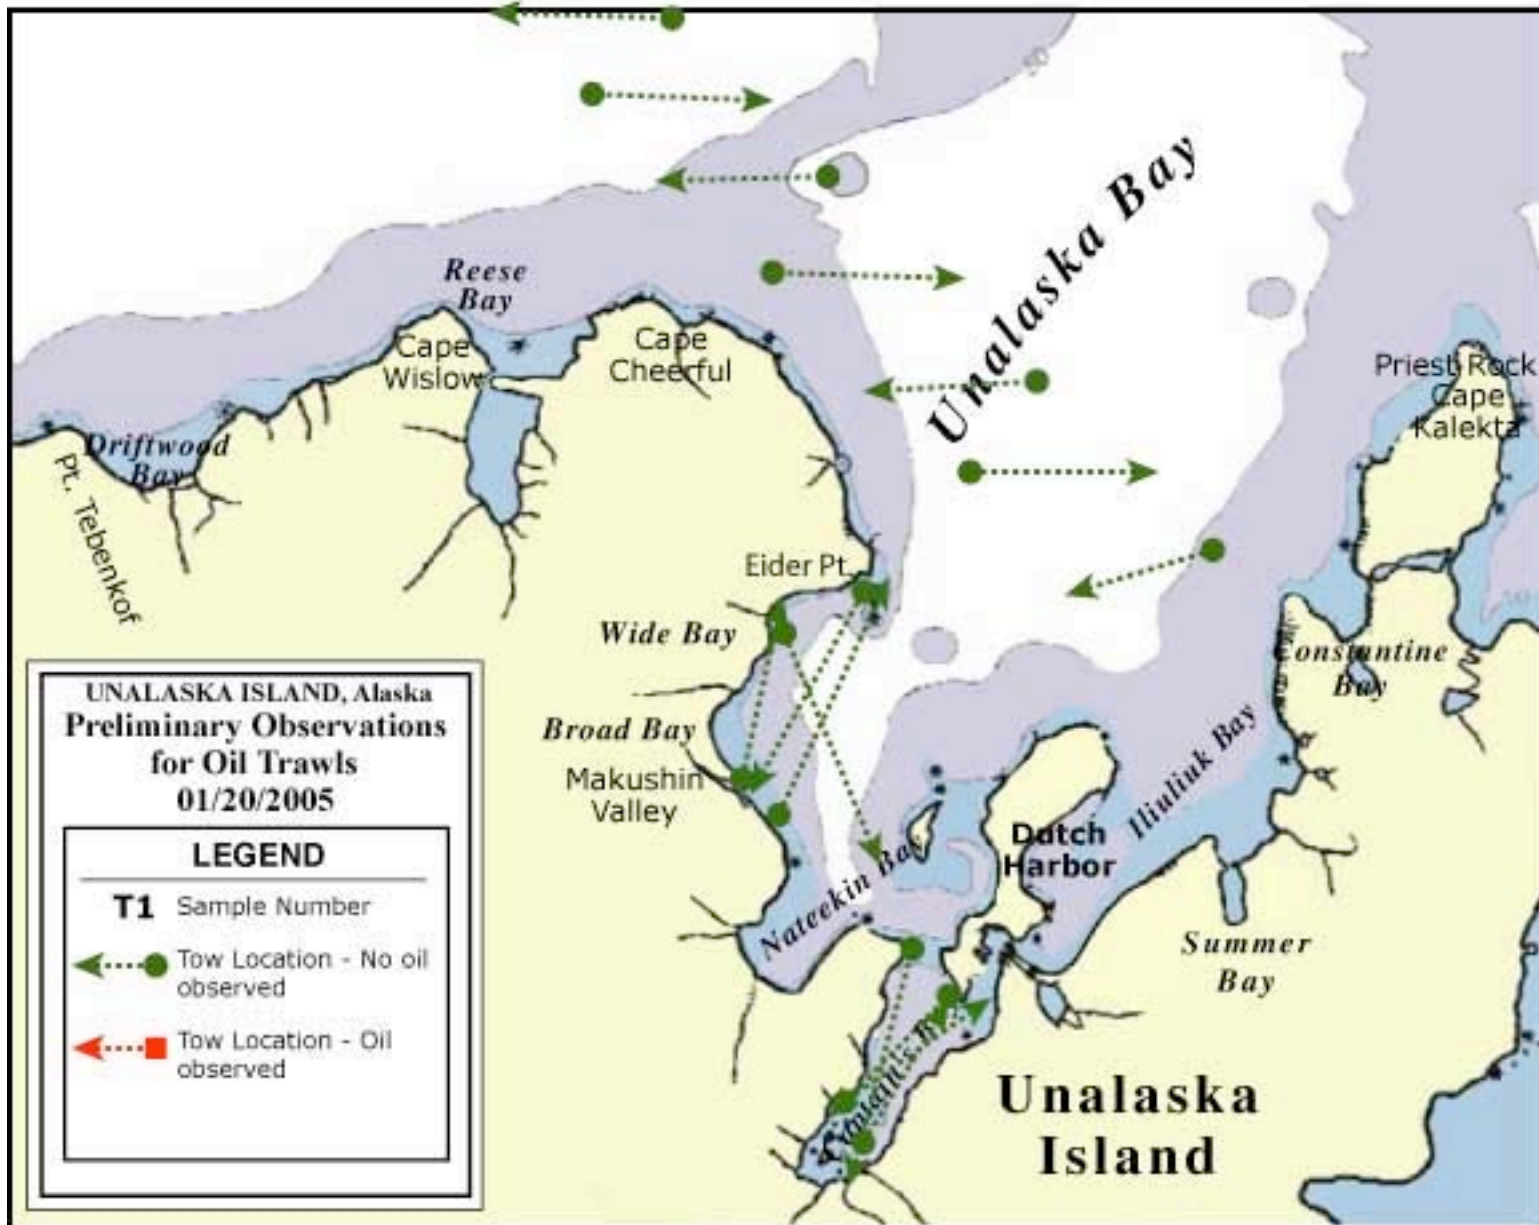 Unalaska Bay
Reese
Bay
Cape
Wislow
Cape
Cheerful
Priest Rock
Cape
Kalekta
Driftwood
Bay
Pt. Tebenkof
Eider Pt.
Wide Bay
Constantine
Bay
Broad Bay
Makushin
Valley
Iliuliuk Bay
Dutch
Harbor
Nateekin Bay
Summer
Bay
Captain's
Unalaska
Island
UNALASKA ISLAND, Alaska
Preliminary Observations
for Oil Trawls
01/20/2005
LEGEND
T1 Sample Number
Tow Location - No oil
observed
Tow Location - Oil
observed